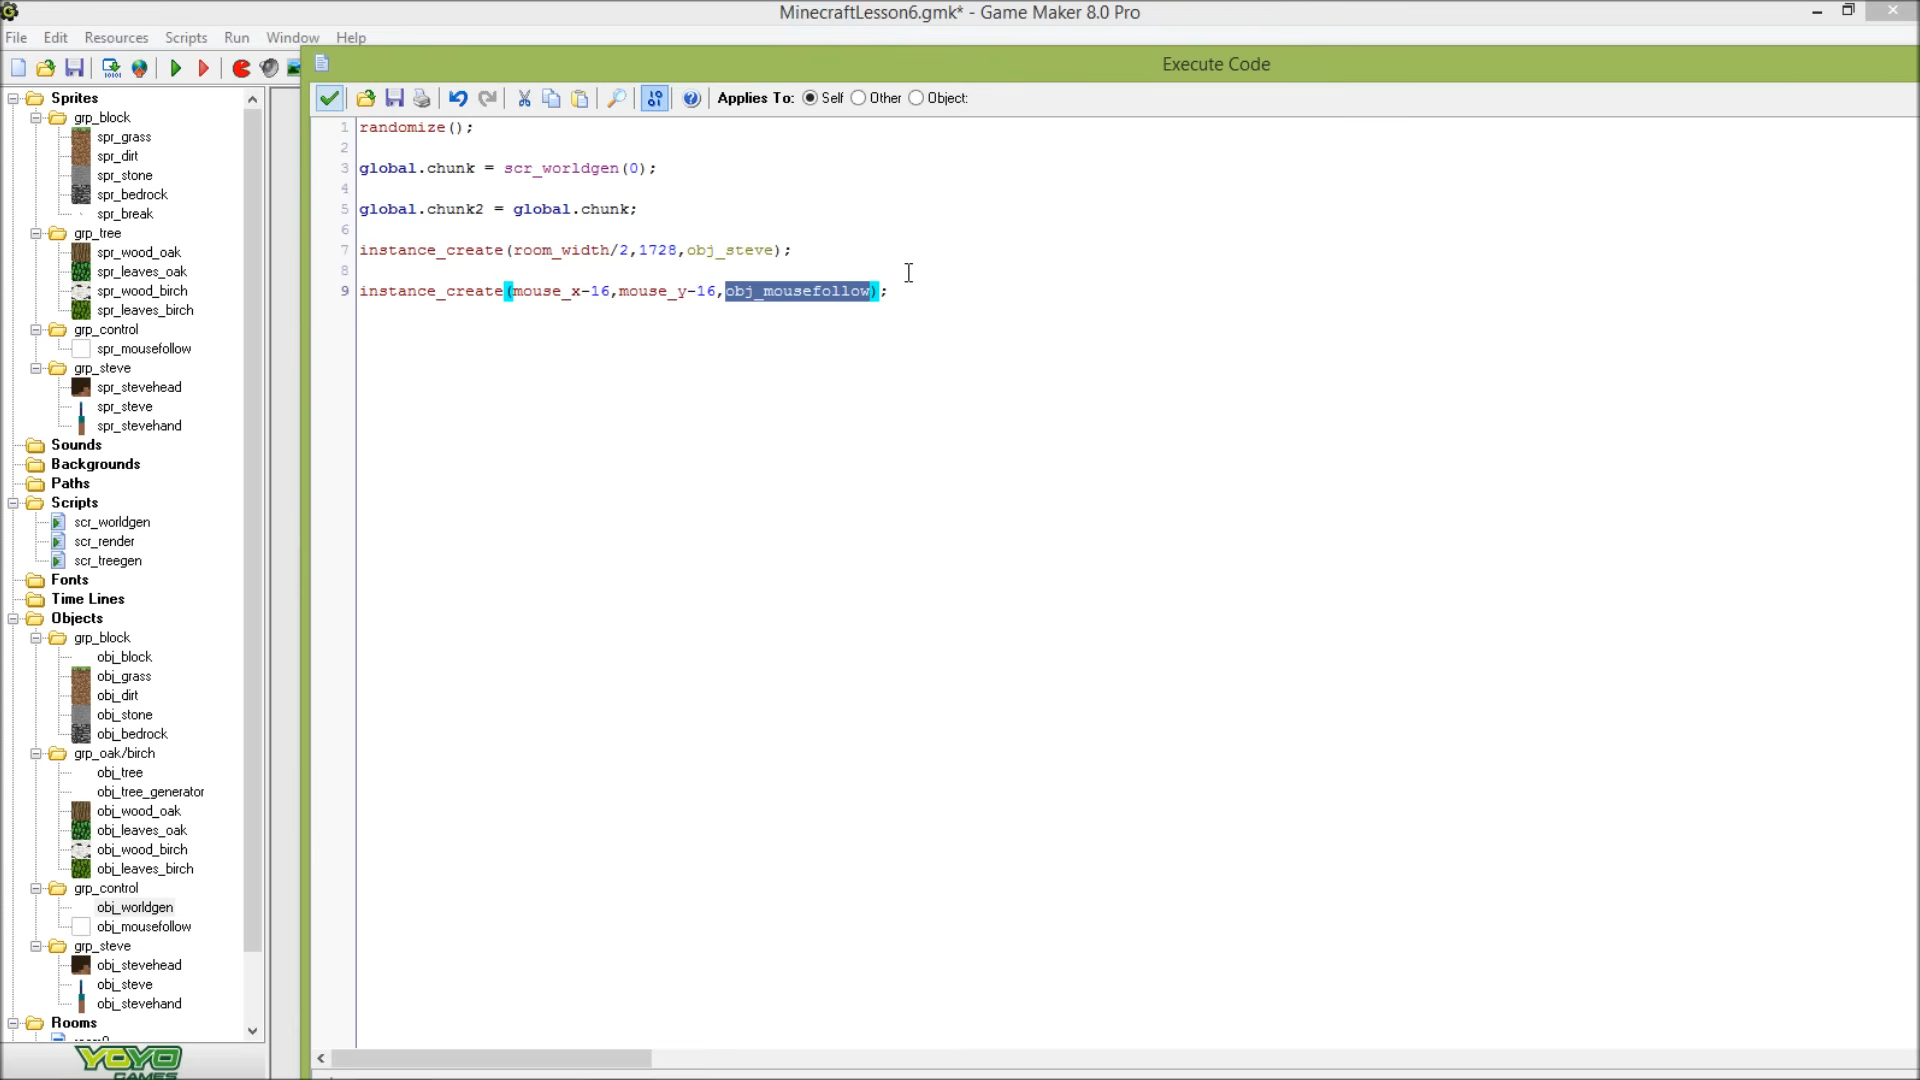 MinecraftLesson6.gmk* - Game Maker 8.0 Pro
File Edit Resources Scripts Run Window Help
Execute Code
Applies To: Self Other Object:
Sprites
grp_block
spr_grass
spr_dirt
spr_stone
spr_bedrock
spr_break
grp_tree
spr_wood_oak
spr_leaves_oak
spr_wood_birch
spr_leaves_birch
grp_control
spr_mousefollow
grp_steve
spr_stevehead
spr_steve
spr_stevehand
Sounds
Backgrounds
Paths
Scripts
scr_worldgen
scr_render
scr_treegen
Fonts
Time Lines
Objects
grp_block
obj_block
obj_grass
obj_dirt
obj_stone
obj_bedrock
grp_oak/birch
obj_tree
obj_tree_generator
obj_wood_oak
obj_leaves_oak
obj_wood_birch
obj_leaves_birch
grp_control
obj_worldgen
obj_mousefollow
grp_steve
obj_stevehead
obj_steve
obj_stevehand
Rooms
YOYO
GAMES
1 randomize();
2
3 global.chunk = scr_worldgen(0);
4
5 global.chunk2 = global.chunk;
6
7 instance_create(room_width/2,1728,obj_steve);
8
9 instance_create(mouse_x-16,mouse_y-16,obj_mousefollow);